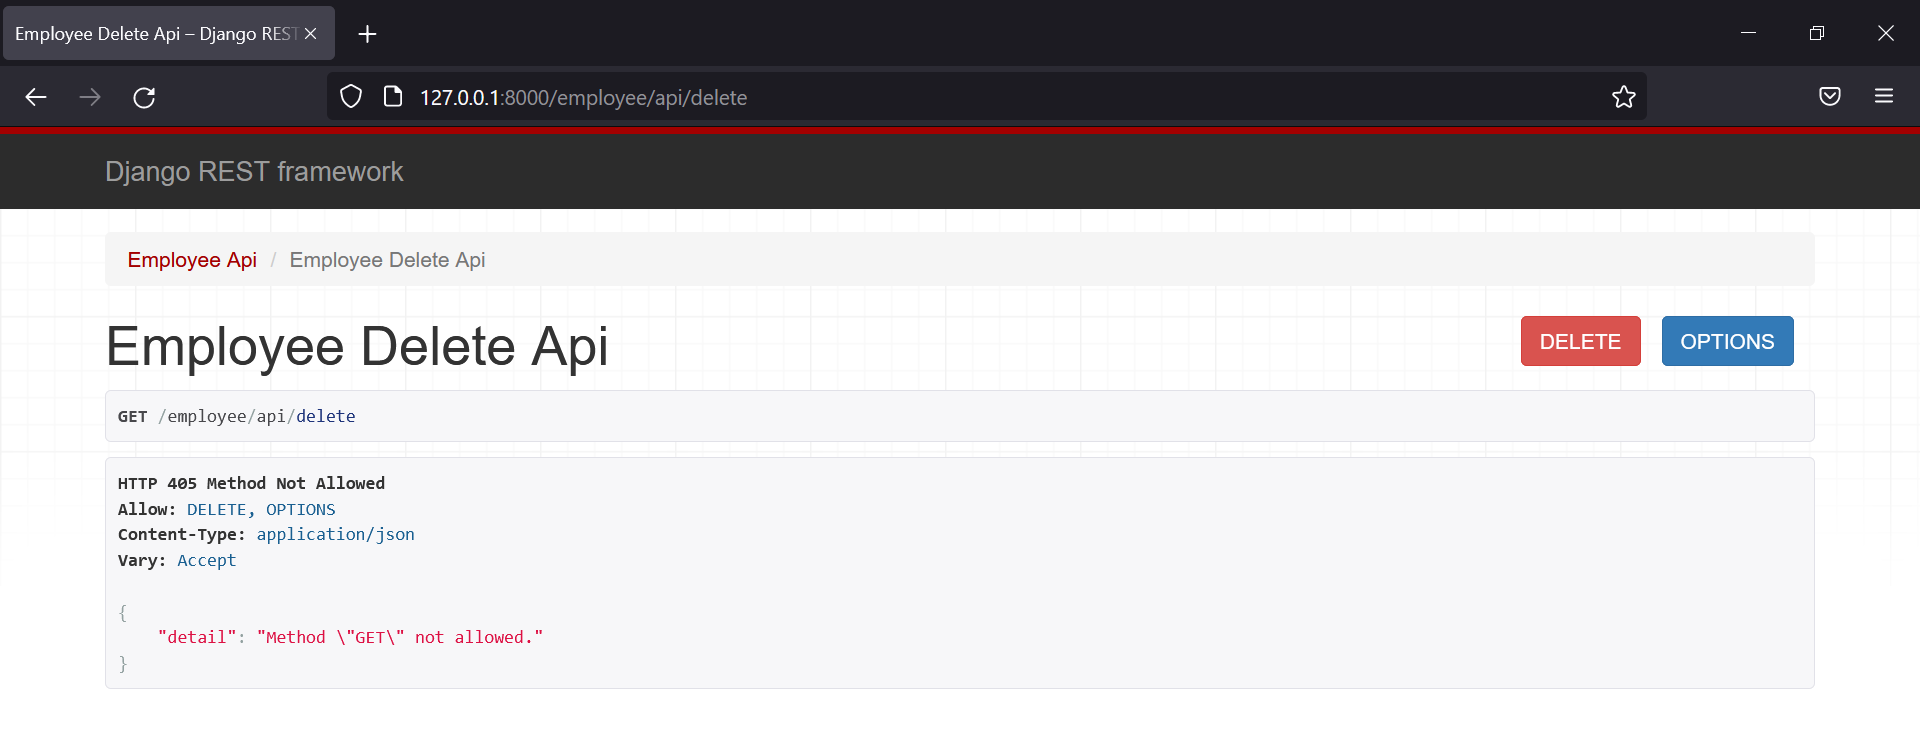 Employee Delete Api – Django REST
127.0.0.1:8000/employee/api/delete
Django REST framework
Employee Api / Employee Delete Api
Employee Delete Api
DELETE
OPTIONS
GET /employee/api/delete
HTTP 405 Method Not Allowed
Allow: DELETE, OPTIONS
Content-Type: application/json
Vary: Accept
{
"detail": "Method \"GET\" not allowed."
}